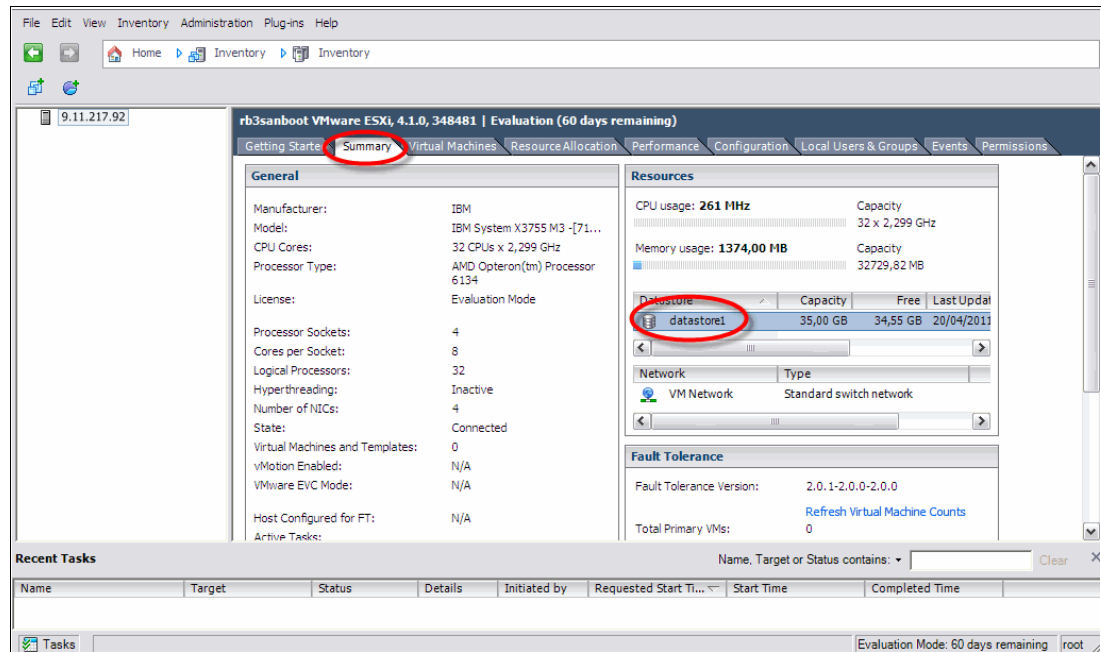 File Edit View Inventory Administration Plug-ins Help
Home Inventory Inventory
9.11.217.92
rb3sanboot VMware ESXi, 4.1.0, 348481 | Evaluation (60 days remaining)
Getting Starte Summary Virtual Machines Resource Allocation Performance Configuration Local Users & Groups Events Permissions
General
Manufacturer: IBM
Model: IBM System X3755 M3 -[71...
CPU Cores: 32 CPUs x 2,299 GHz
Processor Type: AMD Opteron(tm) Processor
6134
License: Evaluation Mode
Processor Sockets: 4
Cores per Socket: 8
Logical Processors: 32
Hyperthreading: Inactive
Number of NICs: 4
State: Connected
Virtual Machines and Templates: 0
vMotion Enabled: N/A
VMware EVC Mode: N/A
Host Configured for FT: N/A
Active Tasks:
Resources
CPU usage: 261 MHz Capacity
32 x 2,299 GHz
Memory usage: 1374,00 MB Capacity
32729,82 MB
Datastore Capacity Free Last Updat
datastore1 35,00 GB 34,55 GB 20/04/2011
Network Type
VM Network Standard switch network
Fault Tolerance
Fault Tolerance Version: 2.0.1-2.0.0-2.0.0
Refresh Virtual Machine Counts
Total Primary VMs: 0
Recent Tasks Name, Target or Status contains: Clear
Name Target Status Details Initiated by Requested Start Ti... Start Time Completed Time
Tasks Evaluation Mode: 60 days remaining root